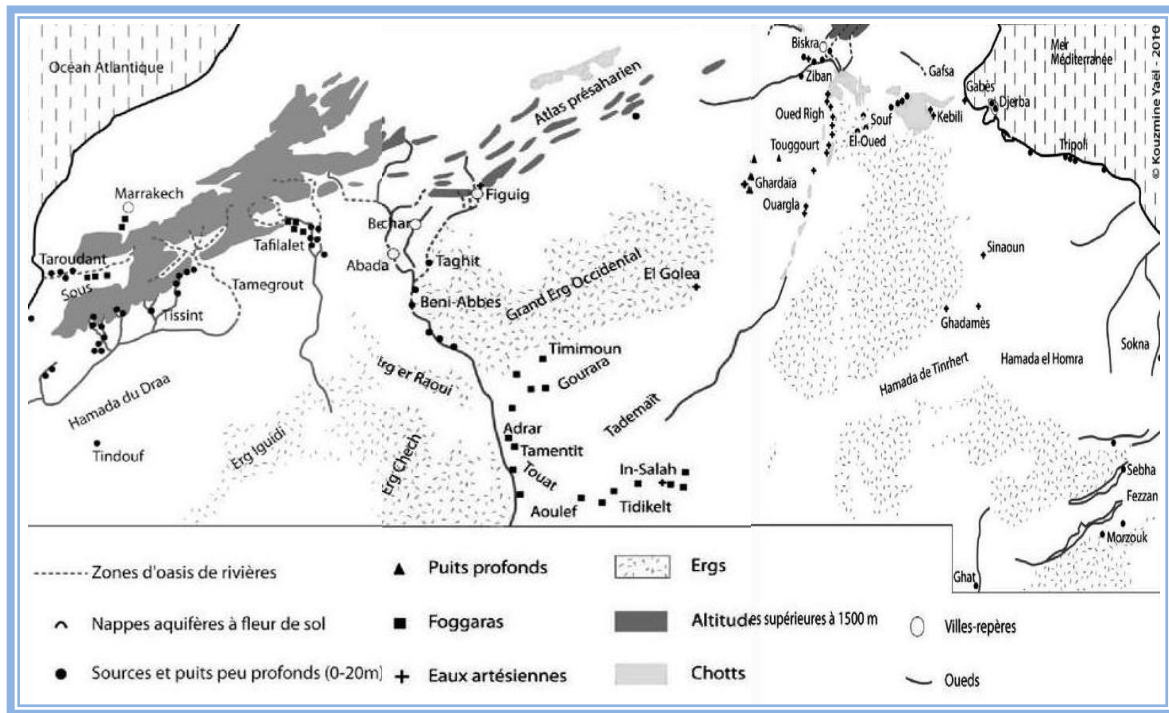 Océan Atlantique
Mer
Méditerranée
© Kouzmine Yaël - 2010
Biskra
Ziban
Gafsa
Gabès
Djerba
Atlas présaharien
Oued Righ
Souf
Kebili
El-Oued
Touggourt
Tripoli
Marrakech
Figuig
Ghardaïa
Bechar
Ouargla
Tafilalet
Taroudant
Abada
Taghit
Sinaoun
Sous
Tamegrout
El Golea
Grand Erg Occidental
Beni-Abbes
Tissint
Ghadamès
Timimoun
Hamada el Homra
Sokna
Erg er Raoui
Gourara
Hamada de Tinrhert
Hamada du Draa
Tademaït
Adrar
Tindouf
Erg Iguidi
Erg Chech
Tamentit
Touat
In-Salah
Sebha
Aoulef
Tidikelt
Fezzan
Morzouk
Ghat
Zones d'oasis de rivières
Puits profonds
Ergs
Nappes aquifères à fleur de sol
Foggaras
Altitudes supérieures à 1500 m
Villes-repères
Sources et puits peu profonds (0-20m)
Eaux artésiennes
Chotts
Oueds